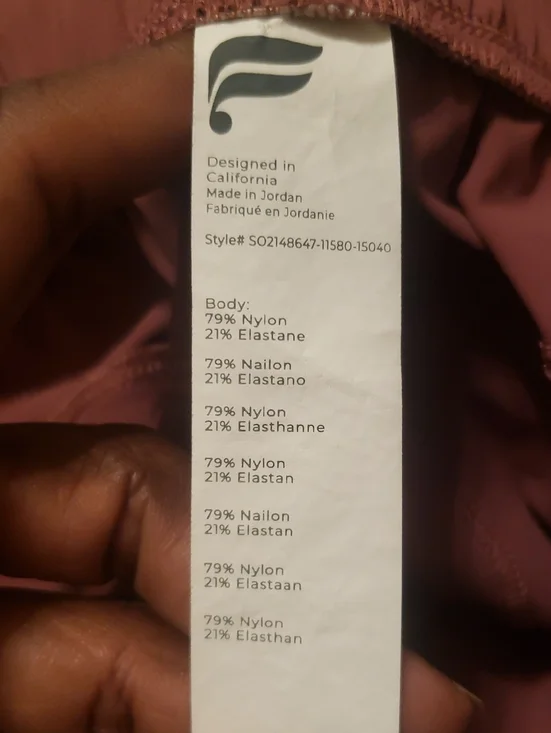 Designed in
California
Made in Jordan
Fabriqué en Jordanie
Style# SO2148647-11580-15040
Body:
79% Nylon
21% Elastane
79% Nailon
21% Elastano
79% Nylon
21% Elasthanne
79% Nylon
21% Elastan
79% Nailon
21% Elastan
79% Nylon
21% Elastaan
79% Nylon
21% Elasthan